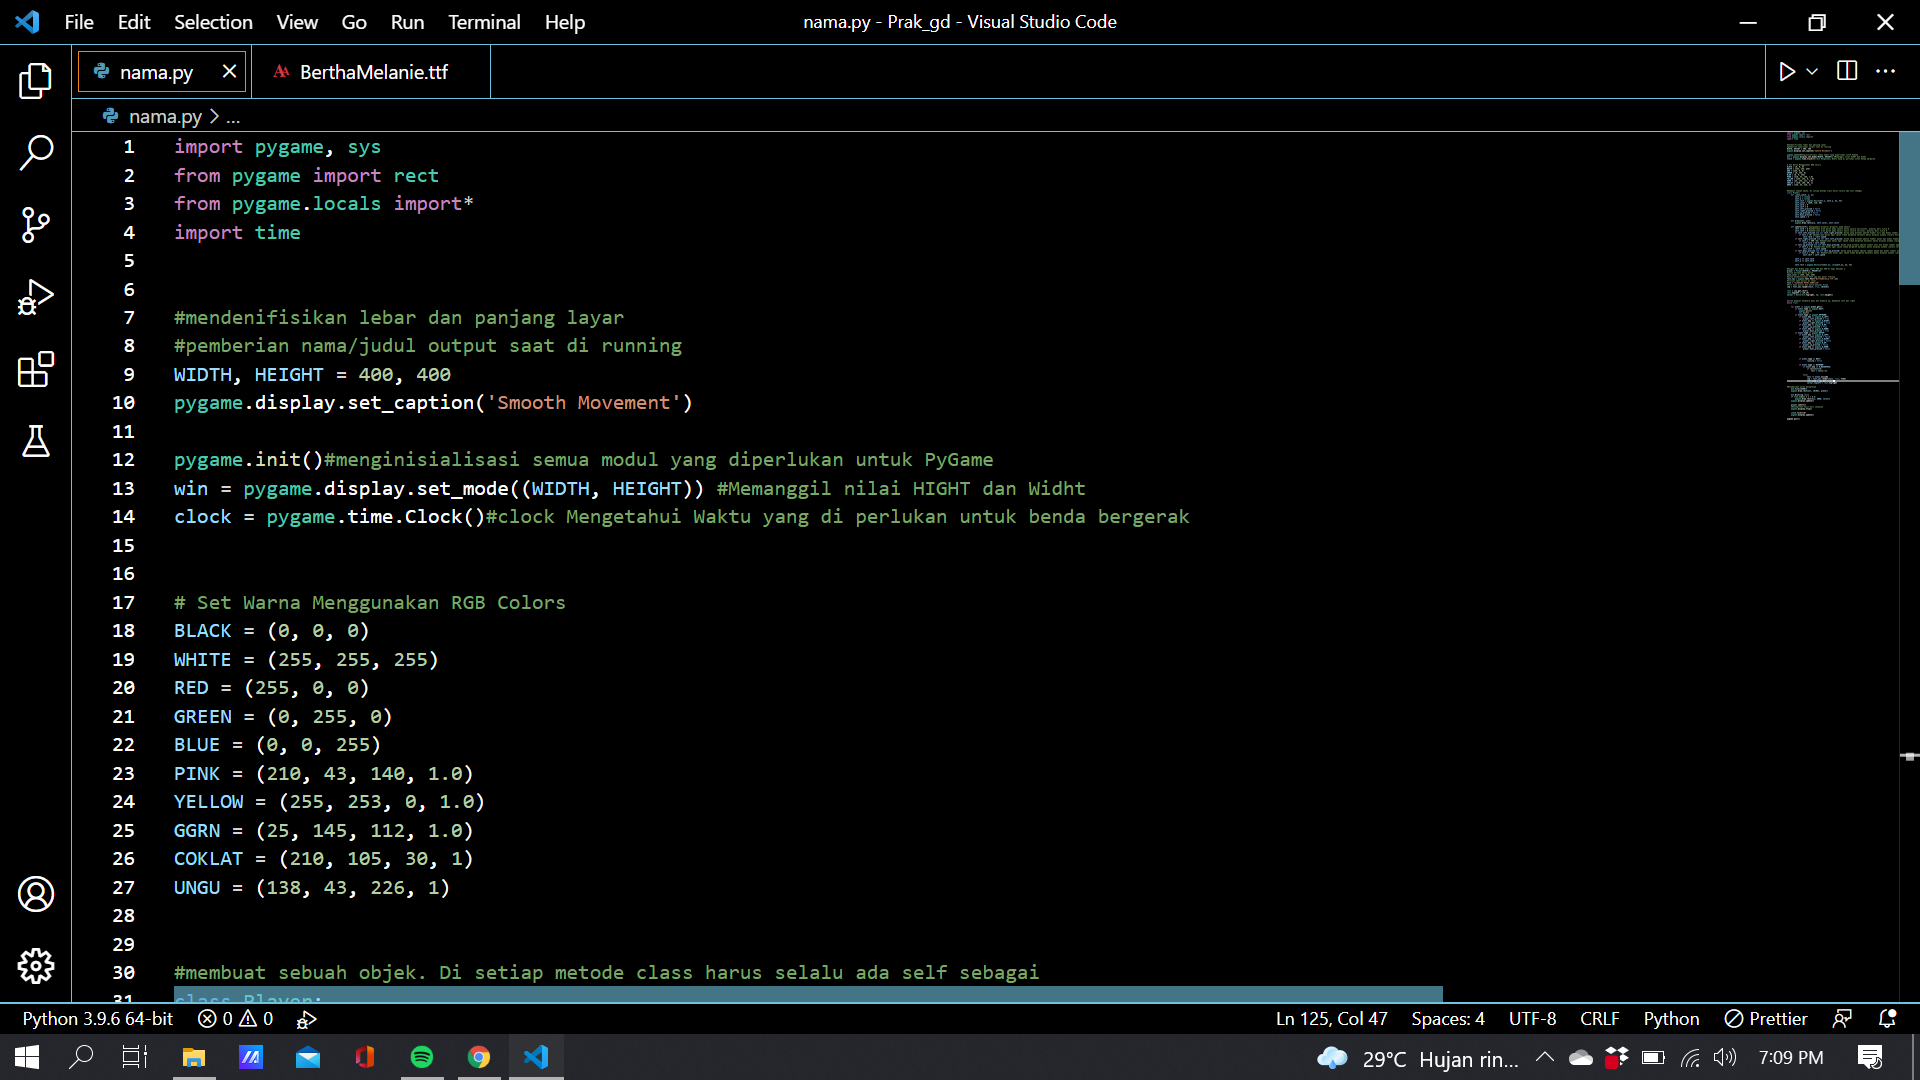 File Edit Selection View Go Run Terminal Help nama.py - Prak_gd - Visual Studio Code
nama.py BerthaMelanie.ttf
nama.py > ...
1 import pygame, sys
2 from pygame import rect
3 from pygame.locals import*
4 import time
5
6
7 #mendenifisikan lebar dan panjang layar
8 #pemberian nama/judul output saat di running
9 WIDTH, HEIGHT = 400, 400
10 pygame.display.set_caption('Smooth Movement')
11
12 pygame.init()#menginisialisasi semua modul yang diperlukan untuk PyGame
13 win = pygame.display.set_mode((WIDTH, HEIGHT)) #Memanggil nilai HIGHT dan Widht
14 clock = pygame.time.Clock()#clock Mengetahui Waktu yang di perlukan untuk benda bergerak
15
16
17 # Set Warna Menggunakan RGB Colors
18 BLACK = (0, 0, 0)
19 WHITE = (255, 255, 255)
20 RED = (255, 0, 0)
21 GREEN = (0, 255, 0)
22 BLUE = (0, 0, 255)
23 PINK = (210, 43, 140, 1.0)
24 YELLOW = (255, 253, 0, 1.0)
25 GGRN = (25, 145, 112, 1.0)
26 COKLAT = (210, 105, 30, 1)
27 UNGU = (138, 43, 226, 1)
28
29
30 #membuat sebuah objek. Di setiap metode class harus selalu ada self sebagai
31 class Player:
Python 3.9.6 64-bit 0 0 Ln 125, Col 47 Spaces: 4 UTF-8 CRLF Python Prettier
29°C Hujan rin... 7:09 PM